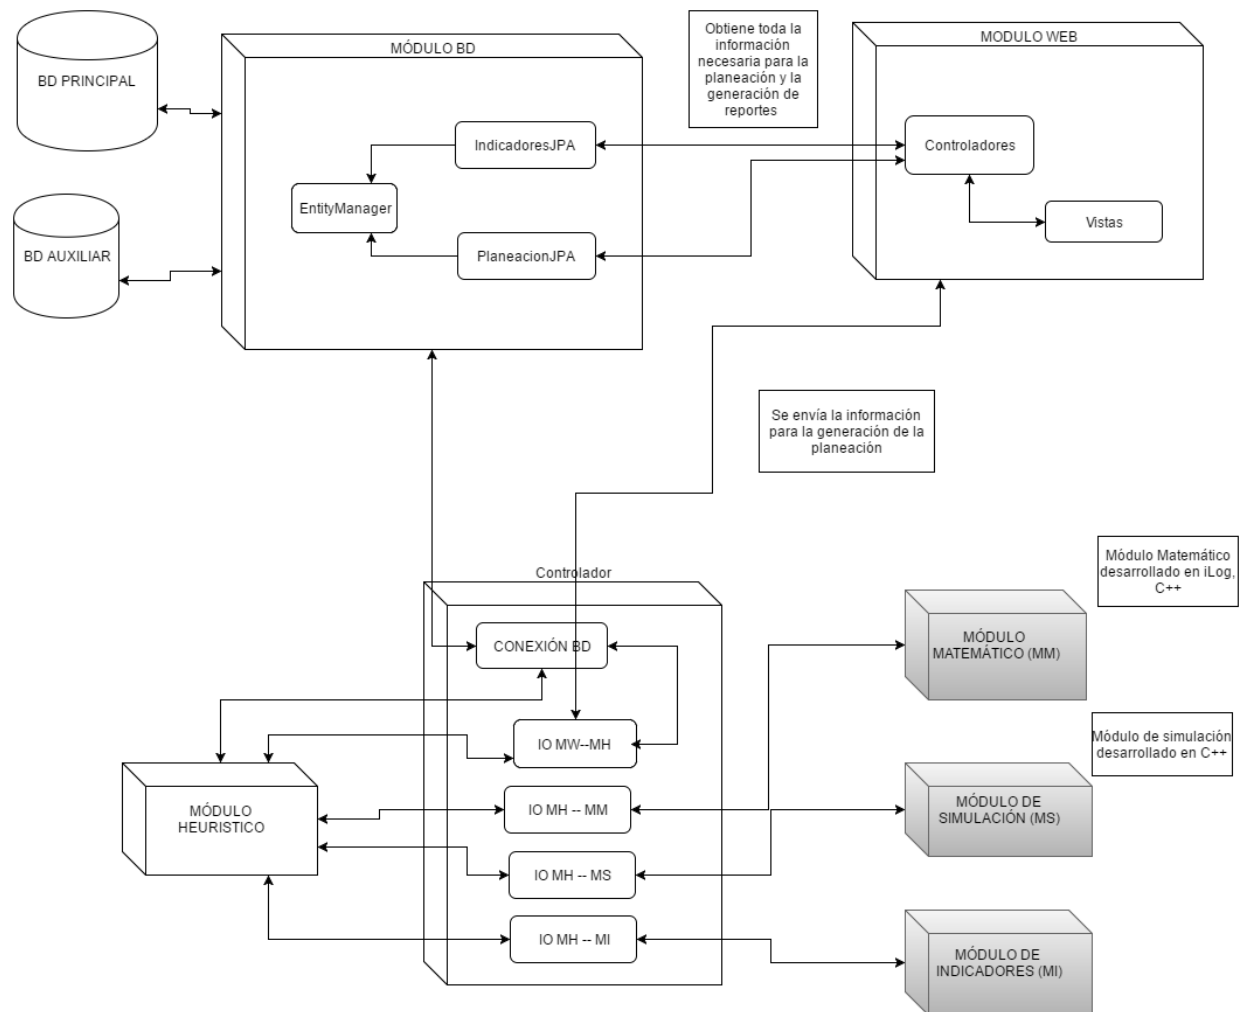 BD PRINCIPAL
MÓDULO BD
Obtiene toda la
información
necesaria para la
planeación y la
generación de
reportes
MODULO WEB
IndicadoresJPA
Controladores
EntityManager
Vistas
BD AUXILIAR
PlaneacionJPA
Se envía la información
para la generación de la
planeación
Módulo Matemático
desarrollado en iLog,
C++
Controlador
CONEXIÓN BD
MÓDULO
MATEMÁTICO (MM)
IO MW--MH
Módulo de simulación
desarrollado en C++
MÓDULO
HEURISTICO
IO MH -- MM
MÓDULO DE
SIMULACIÓN (MS)
IO MH -- MS
IO MH -- MI
MÓDULO DE
INDICADORES (MI)